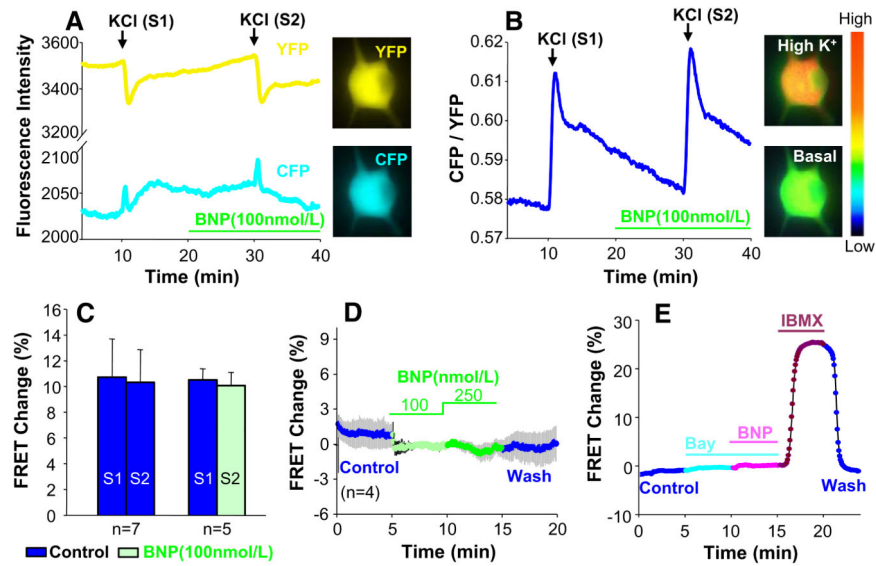 A
KCl (S1)
KCl (S2)
YFP
YFP
CFP
CFP
BNP(100nmol/L)
Fluorescence Intensity
3600
3400
3200
2100
2050
2000
10
20
30
40
Time (min)
B
KCl (S1)
KCl (S2)
High K⁺
Basal
High
Low
BNP(100nmol/L)
CFP / YFP
0.62
0.61
0.60
0.59
0.58
0.57
10
20
30
40
Time (min)
C
FRET Change (%)
16
14
12
10
8
6
4
2
0
S1
S2
S1
S2
n=7
n=5
Control
BNP(100nmol/L)
D
FRET Change (%)
9
6
3
0
-3
-6
BNP(nmol/L)
100
250
Control
(n=4)
Wash
0
5
10
15
20
Time (min)
E
FRET Change (%)
30
20
10
0
-10
IBMX
BNP
Bay
Control
Wash
0
5
10
15
20
Time (min)